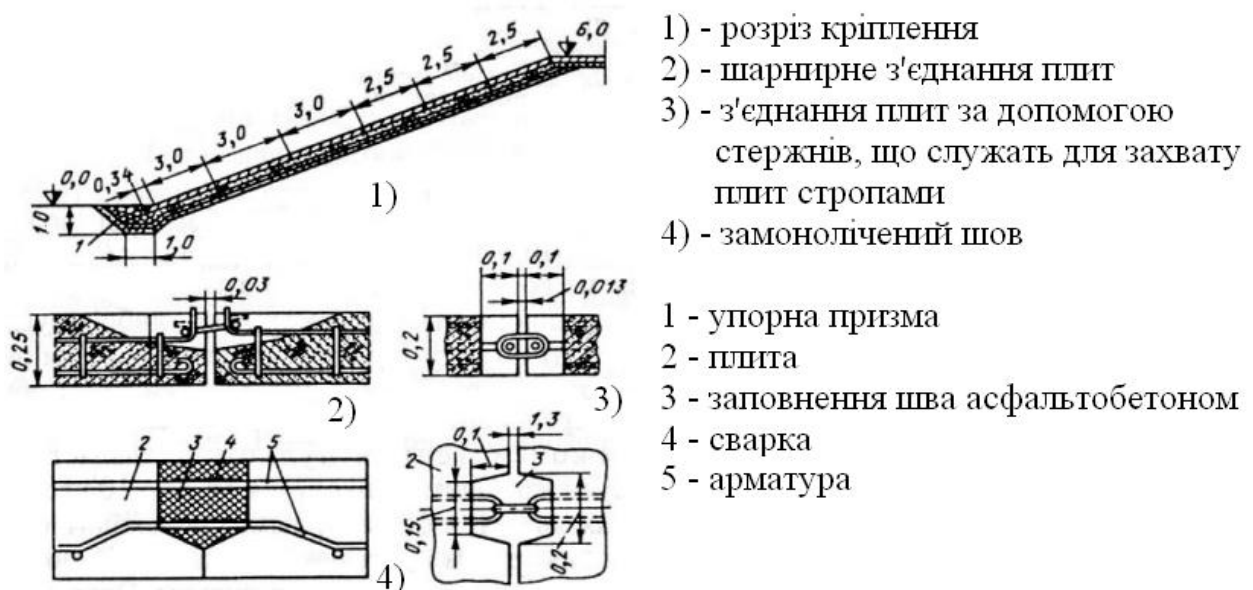 1) - розріз кріплення
2) - шарнирне з'єднання плит
3) - з'єднання плит за допомогою
стержнів, що служать для захвату
плит стропами
4) - замонолічений шов
1 - упорна призма
2 - плита
3 - заповнення шва асфальтобетоном
4 - сварка
5 - арматура
6,0
2,5
2,5
2,5
3,0
3,0
3,0
0,34
0,0
1.0
1
1,0
1)
0,03
0,25
2)
0,1 0,1
0,013
0,2
3)
2 3 4 5
4)
0,1 1,3
2 3
0,15
0,2